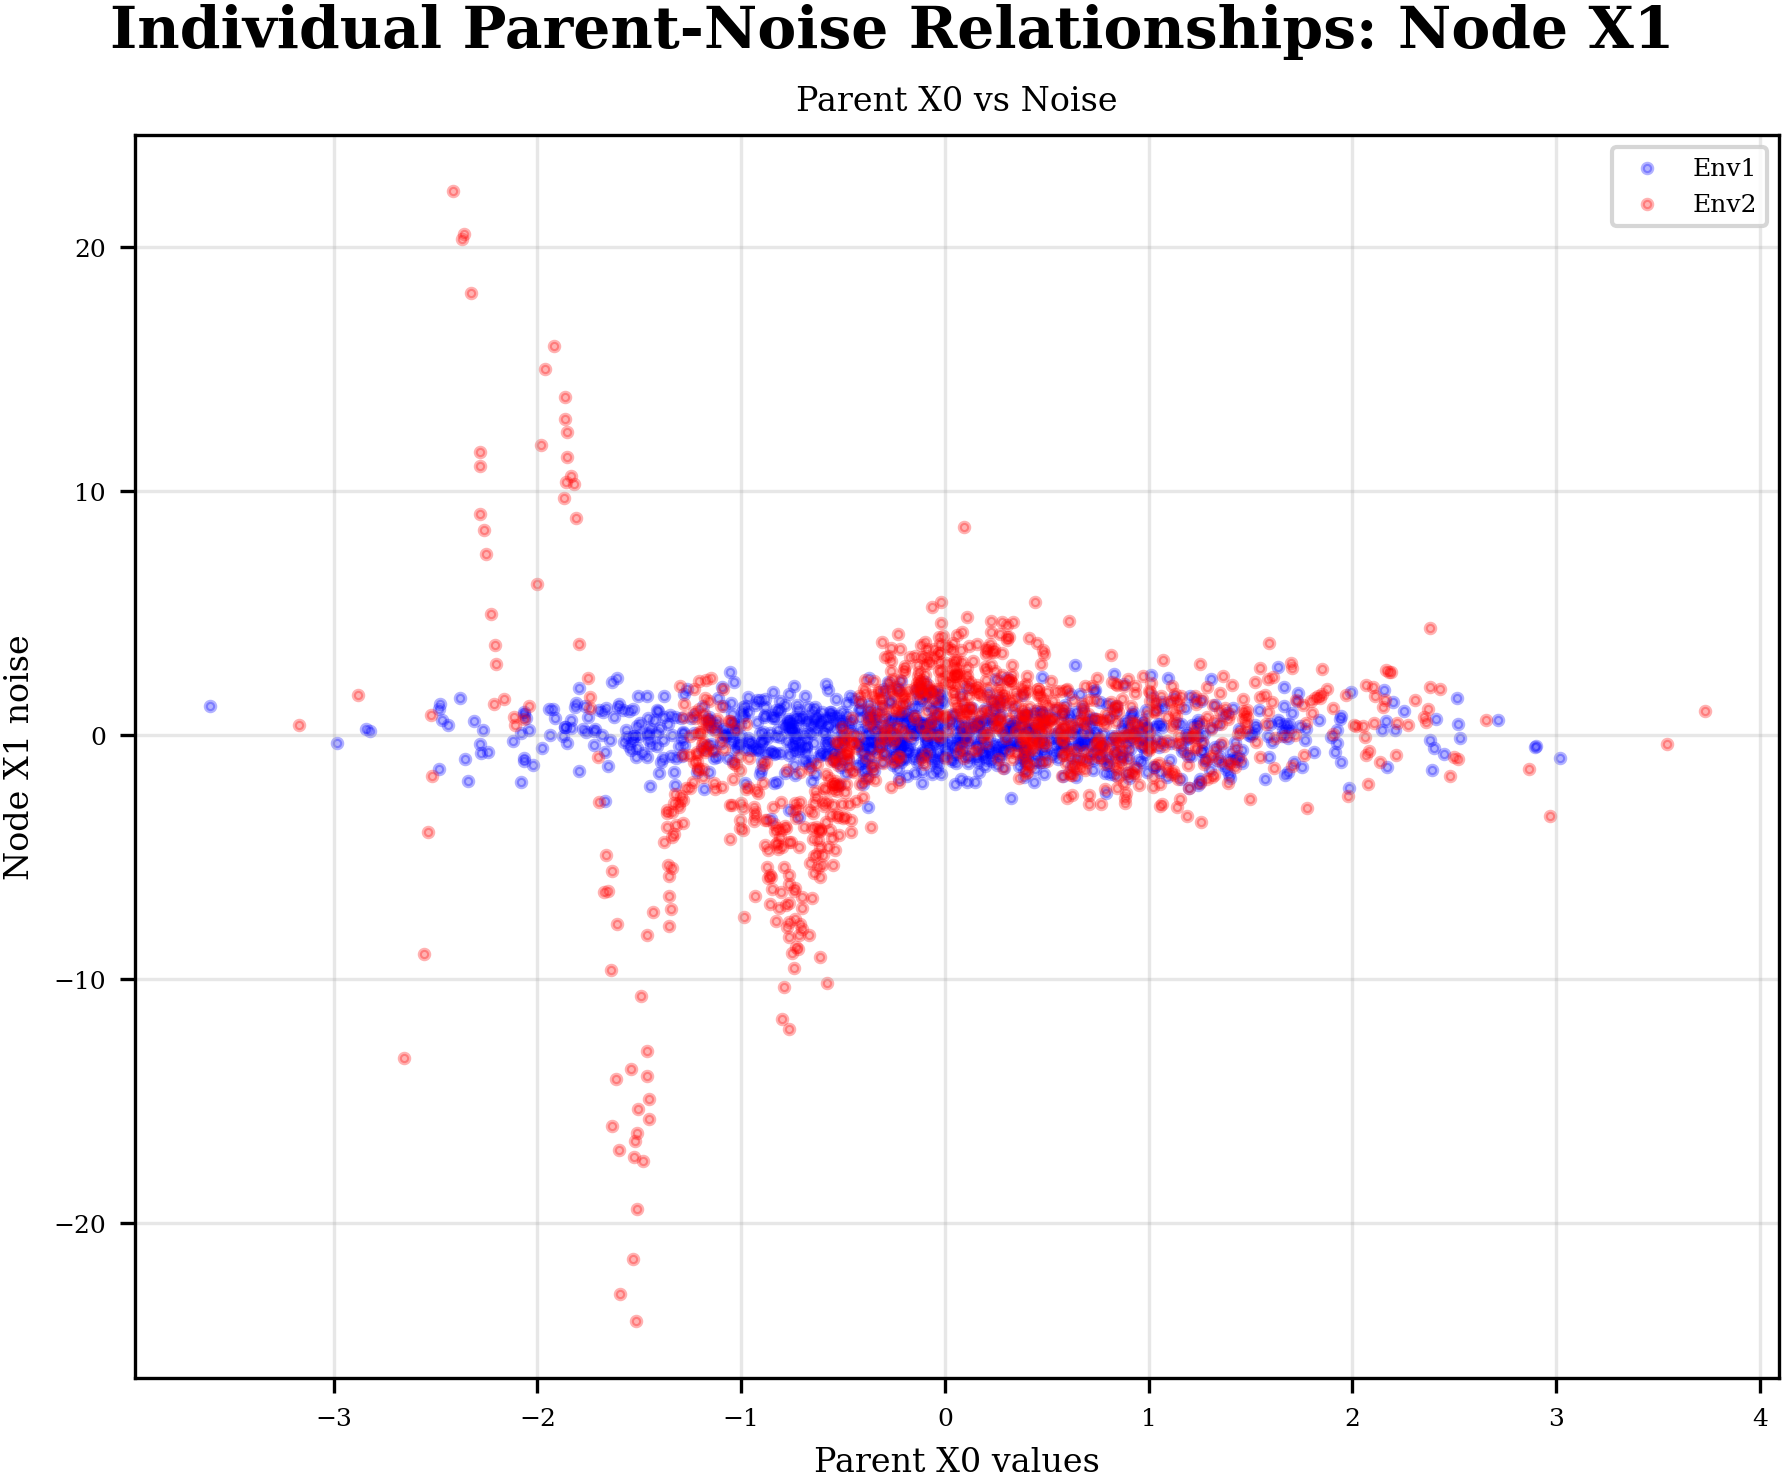 Individual Parent-Noise Relationships: Node X1
Parent X0 vs Noise
Env1
Env2
20
10
0
−10
−20
Node X1 noise
−3
−2
−1
0
1
2
3
4
Parent X0 values